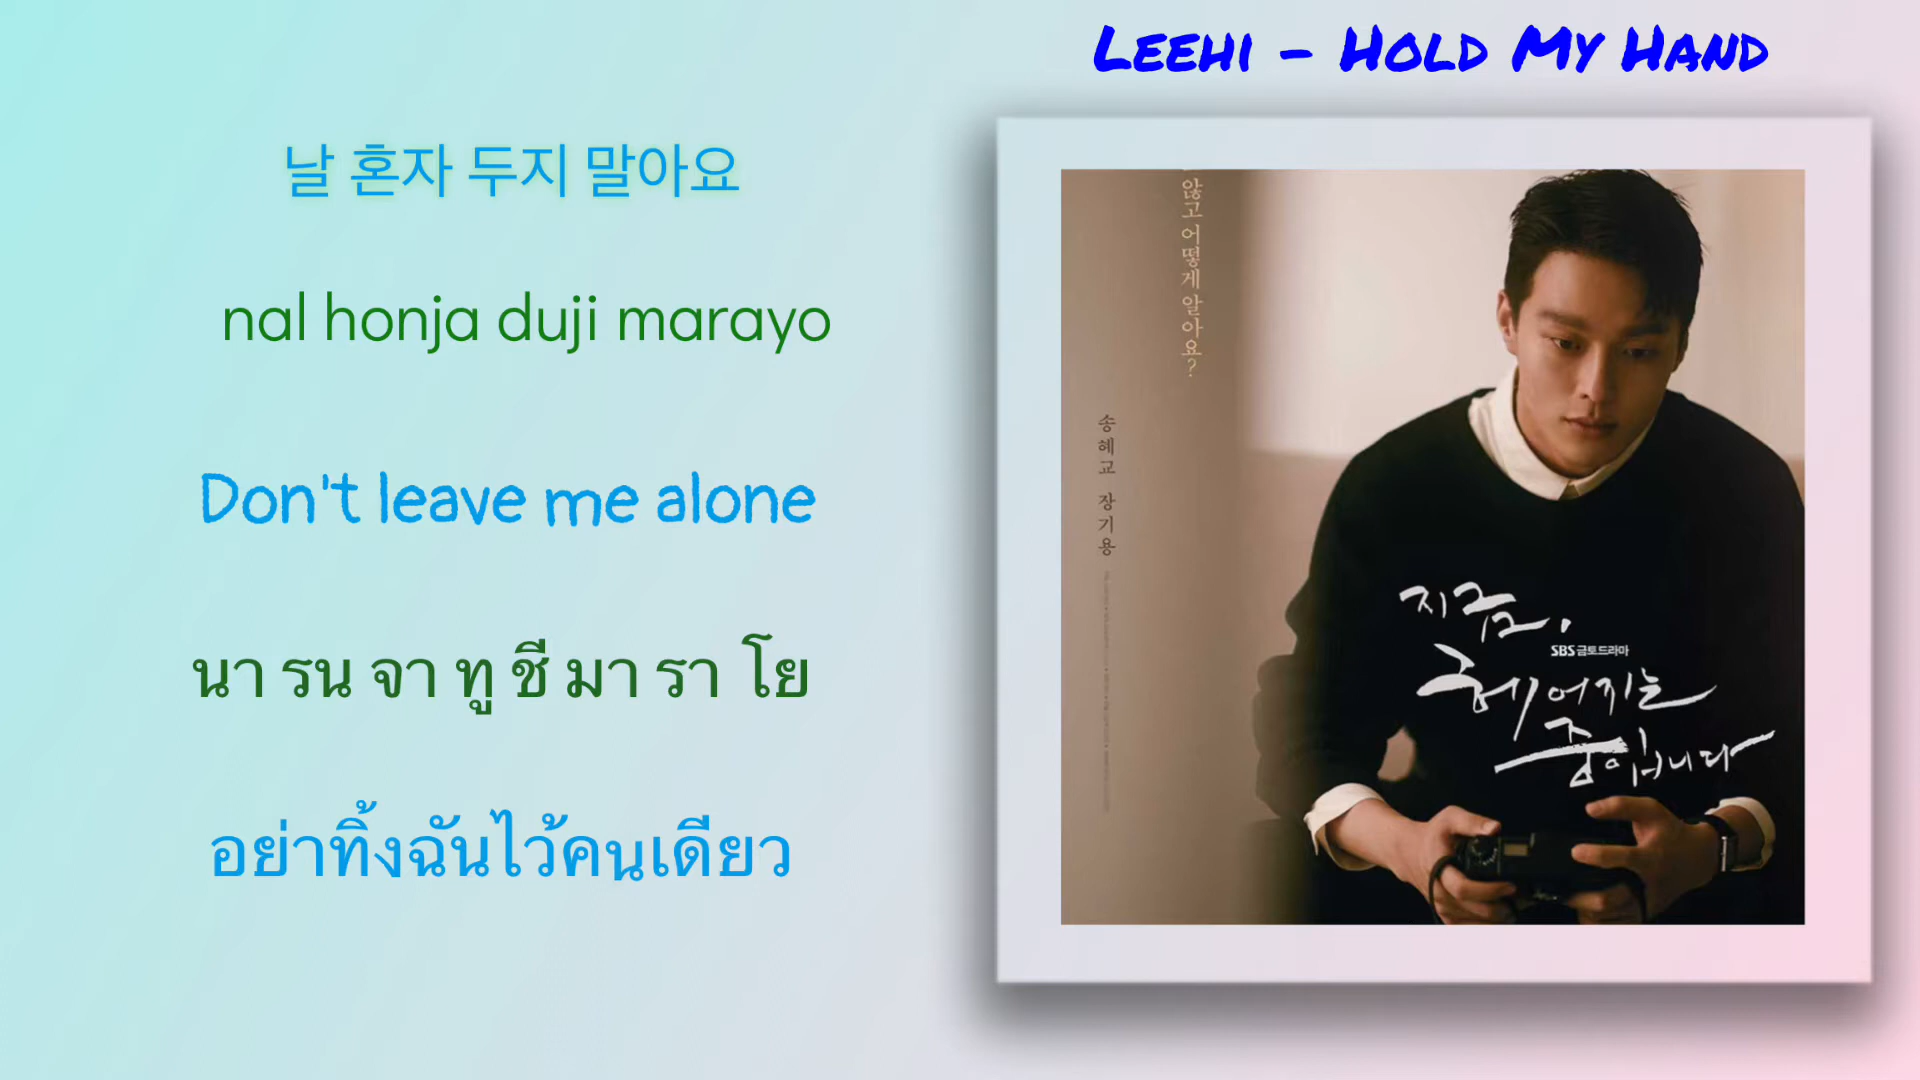 Leehi - Hold My Hand
날 혼자 두지 말아요
nal honja duji marayo
Don't leave me alone
นา รน จา ทู ชี มา รา โย
อย่าทิ้งฉันไว้คนเดียว
않고 어떻게 알아요?
송혜교 장기용
지금,
SBS 금토드라마
헤어지는
중입니다